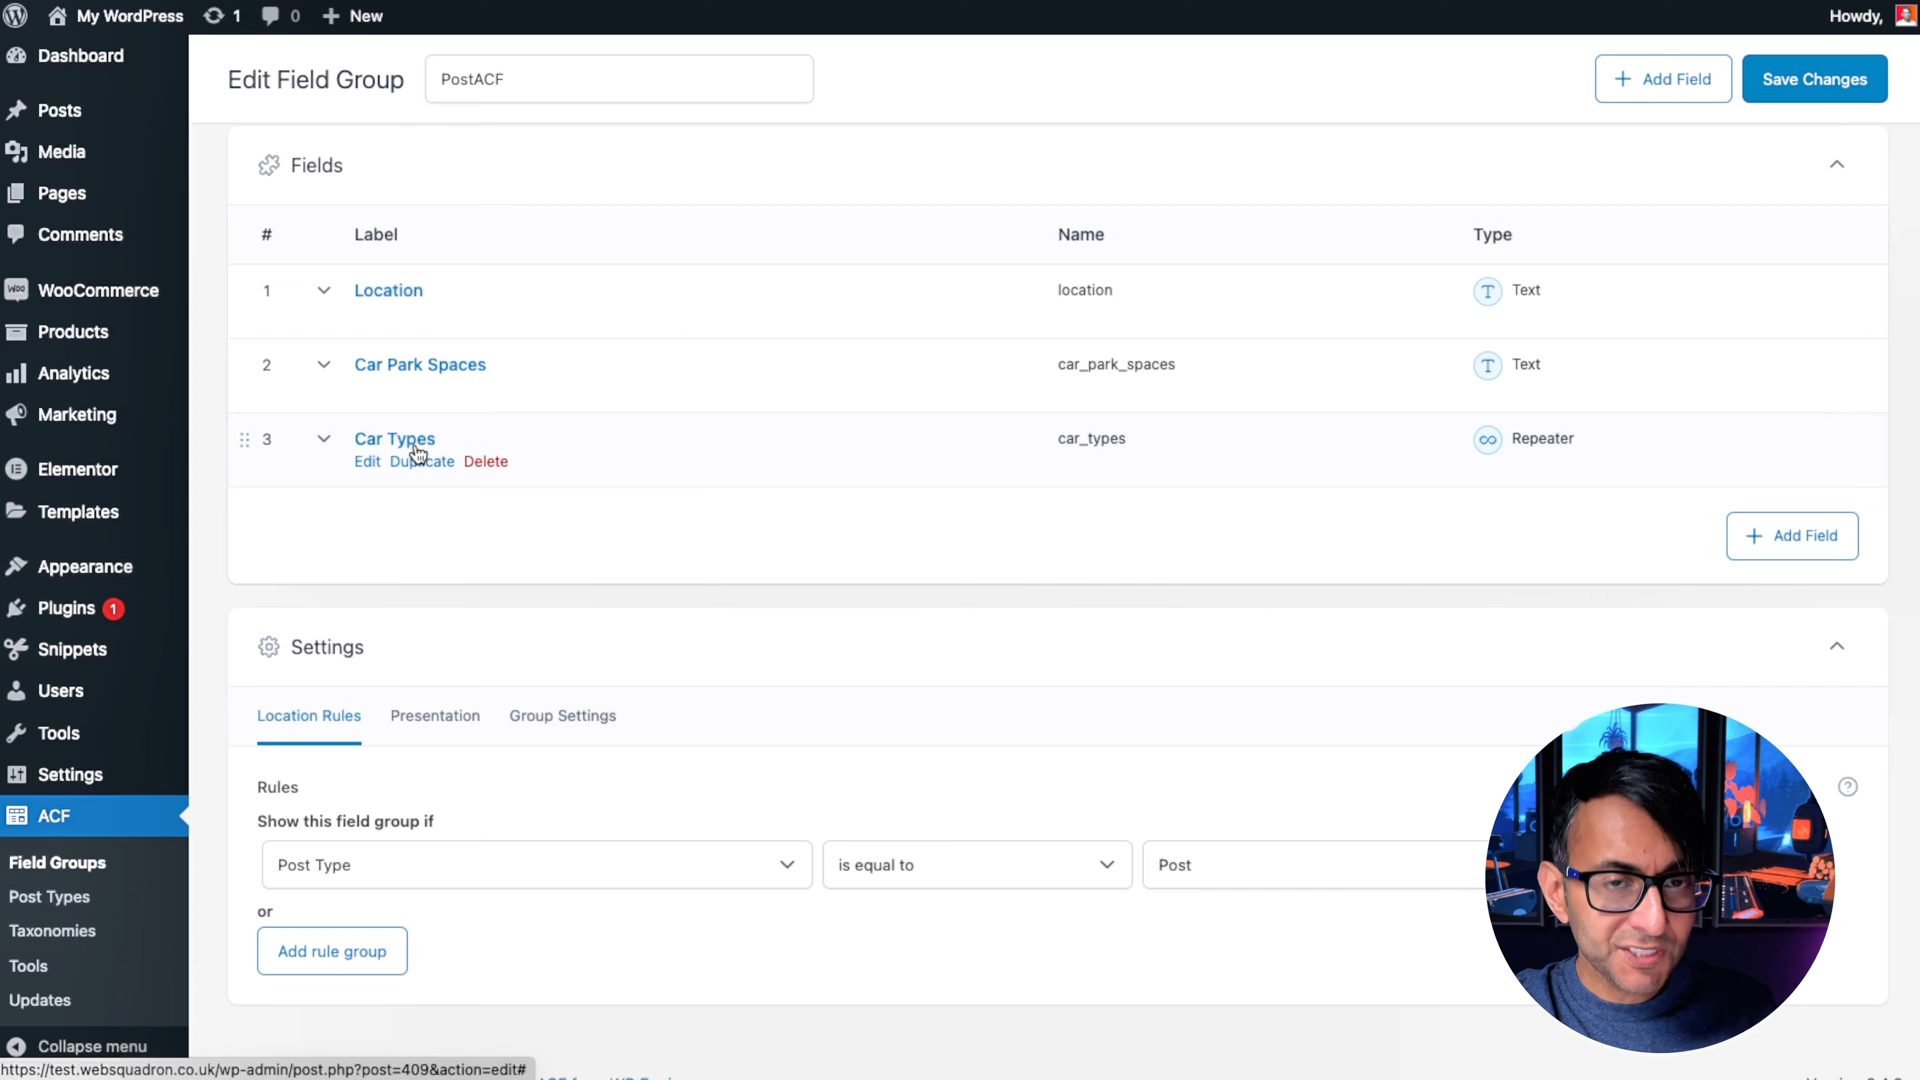 My WordPress
1
0
New
Howdy,
Dashboard
Posts
Media
Pages
Comments
WooCommerce
Products
Analytics
Marketing
Elementor
Templates
Appearance
Plugins 1
Snippets
Users
Tools
Settings
ACF
Field Groups
Post Types
Taxonomies
Tools
Updates
Collapse menu
Edit Field Group
PostACF
+ Add Field
Save Changes
Fields
# Label Name Type
1 Location location T Text
2 Car Park Spaces car_park_spaces T Text
3 Car Types car_types Repeater
Edit Duplicate Delete
+ Add Field
Settings
Location Rules Presentation Group Settings
Rules
Show this field group if
Post Type is equal to Post
or
Add rule group
https://test.websquadron.co.uk/wp-admin/post.php?post=409&action=edit#